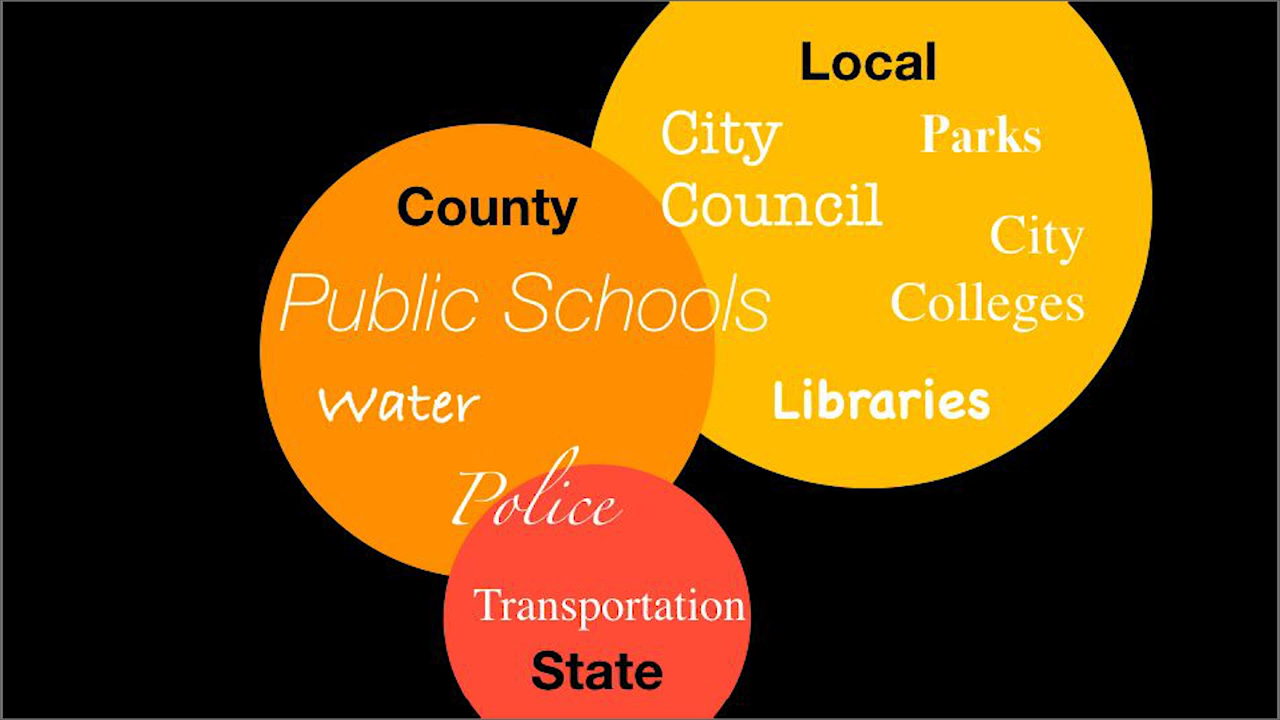 Local
City
Council
Parks
City
Colleges
Libraries
County
Public Schools
Water
Police
Transportation
State